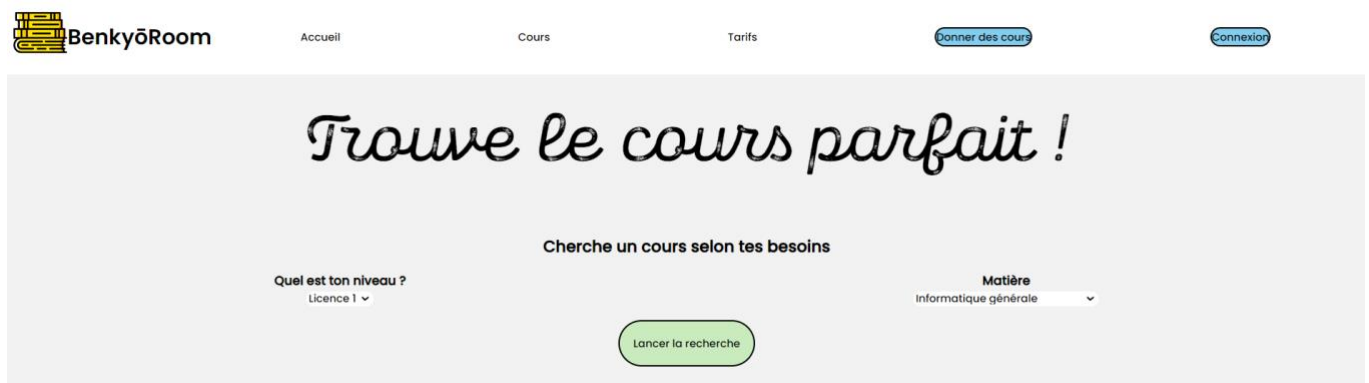 BenkyōRoom Accueil Cours Tarifs Donner des cours Connexion
Trouve le cours parfait !
Cherche un cours selon tes besoins
Quel est ton niveau ? Matière
Licence 1 Informatique générale
Lancer la recherche